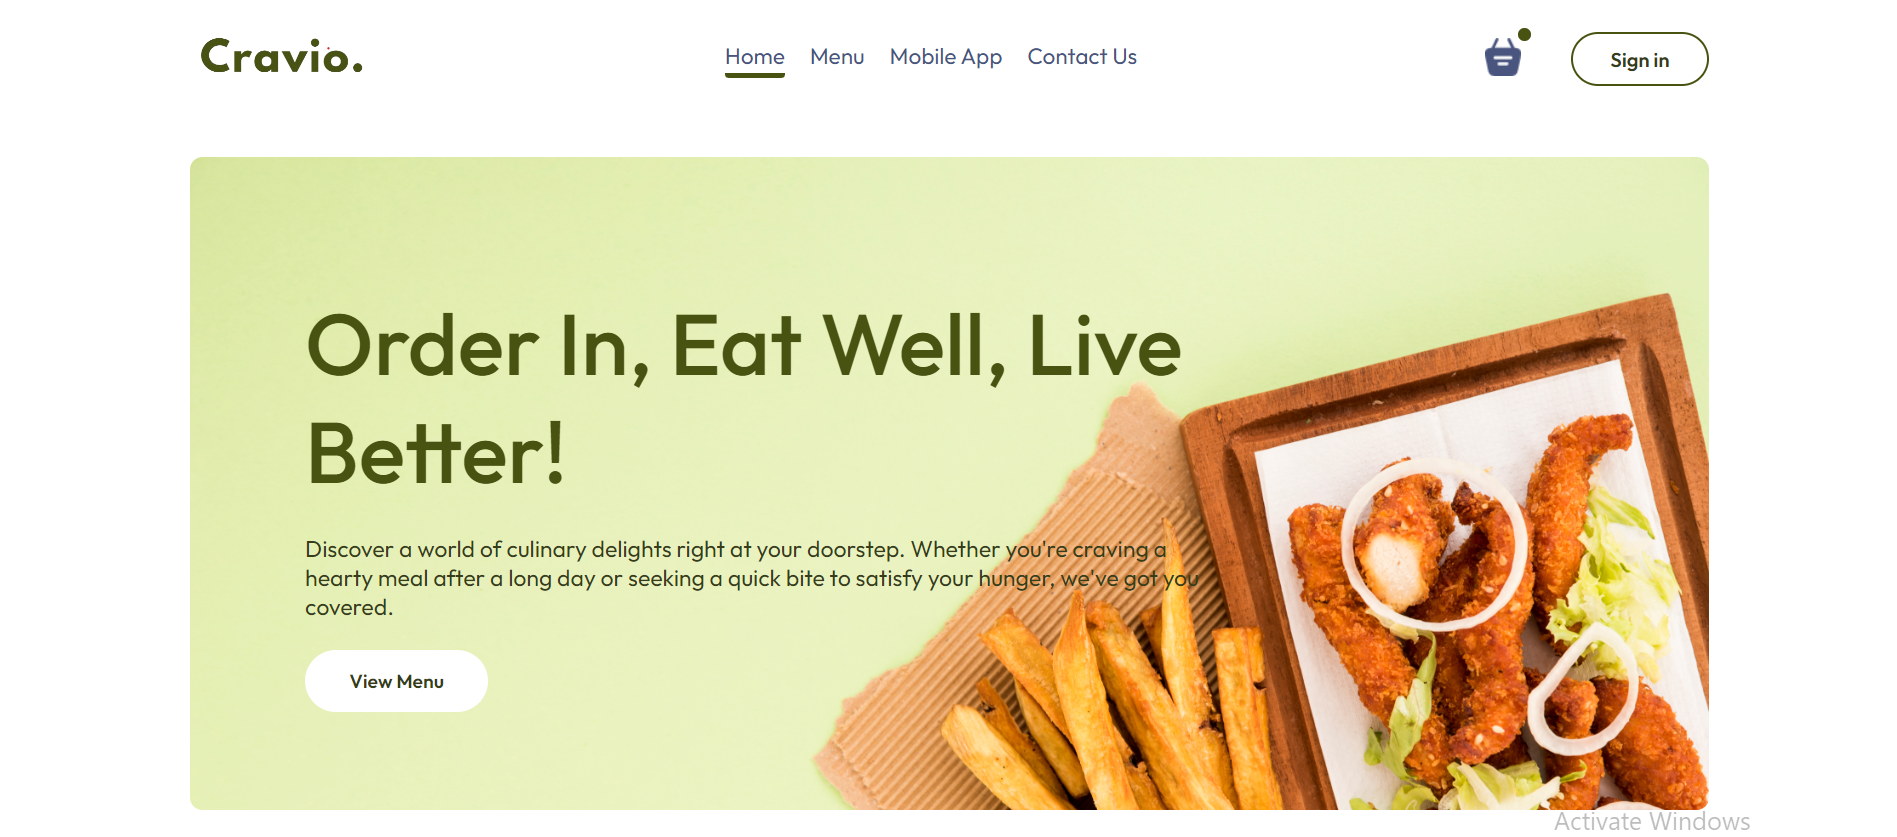 Cravio.
Home Menu Mobile App Contact Us
Sign in
Order In, Eat Well, Live
Better!
Discover a world of culinary delights right at your doorstep. Whether you're craving a
hearty meal after a long day or seeking a quick bite to satisfy your hunger, we've got you
covered.
View Menu
Activate Windows